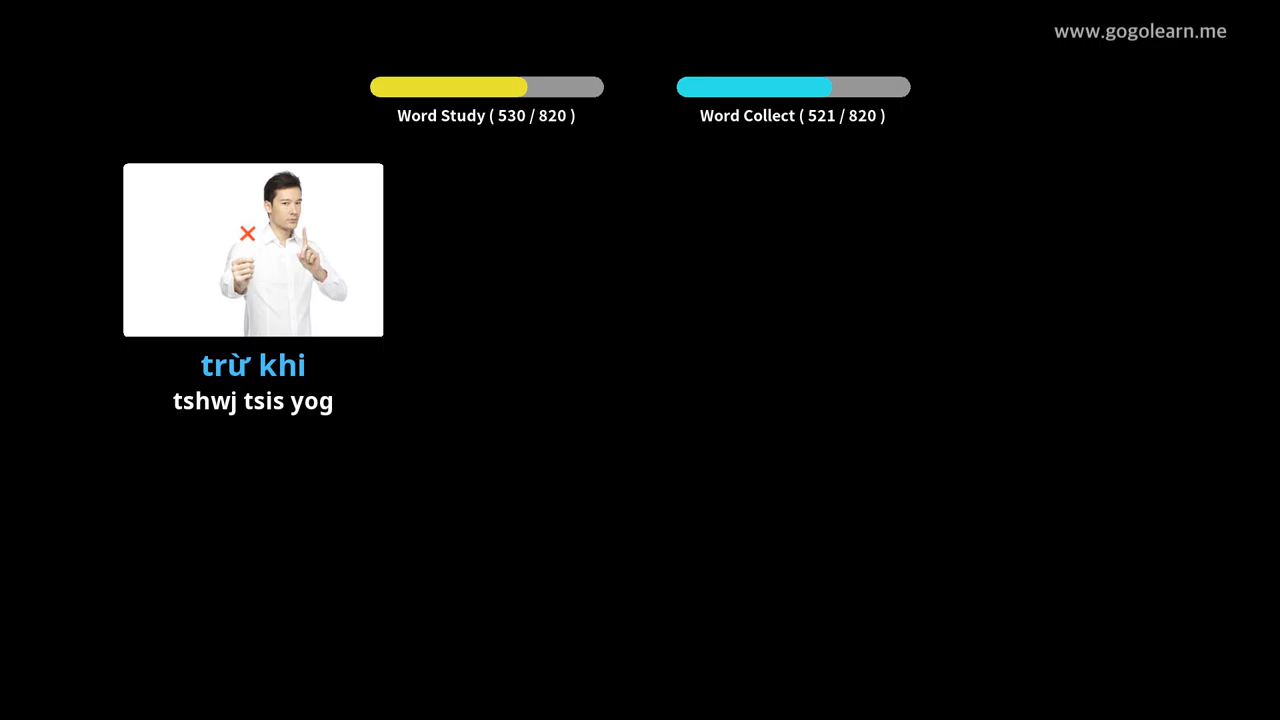 www.gogolearn.me
Word Study ( 530 / 820 )
Word Collect ( 521 / 820 )
trừ khi
tshwj tsis yog